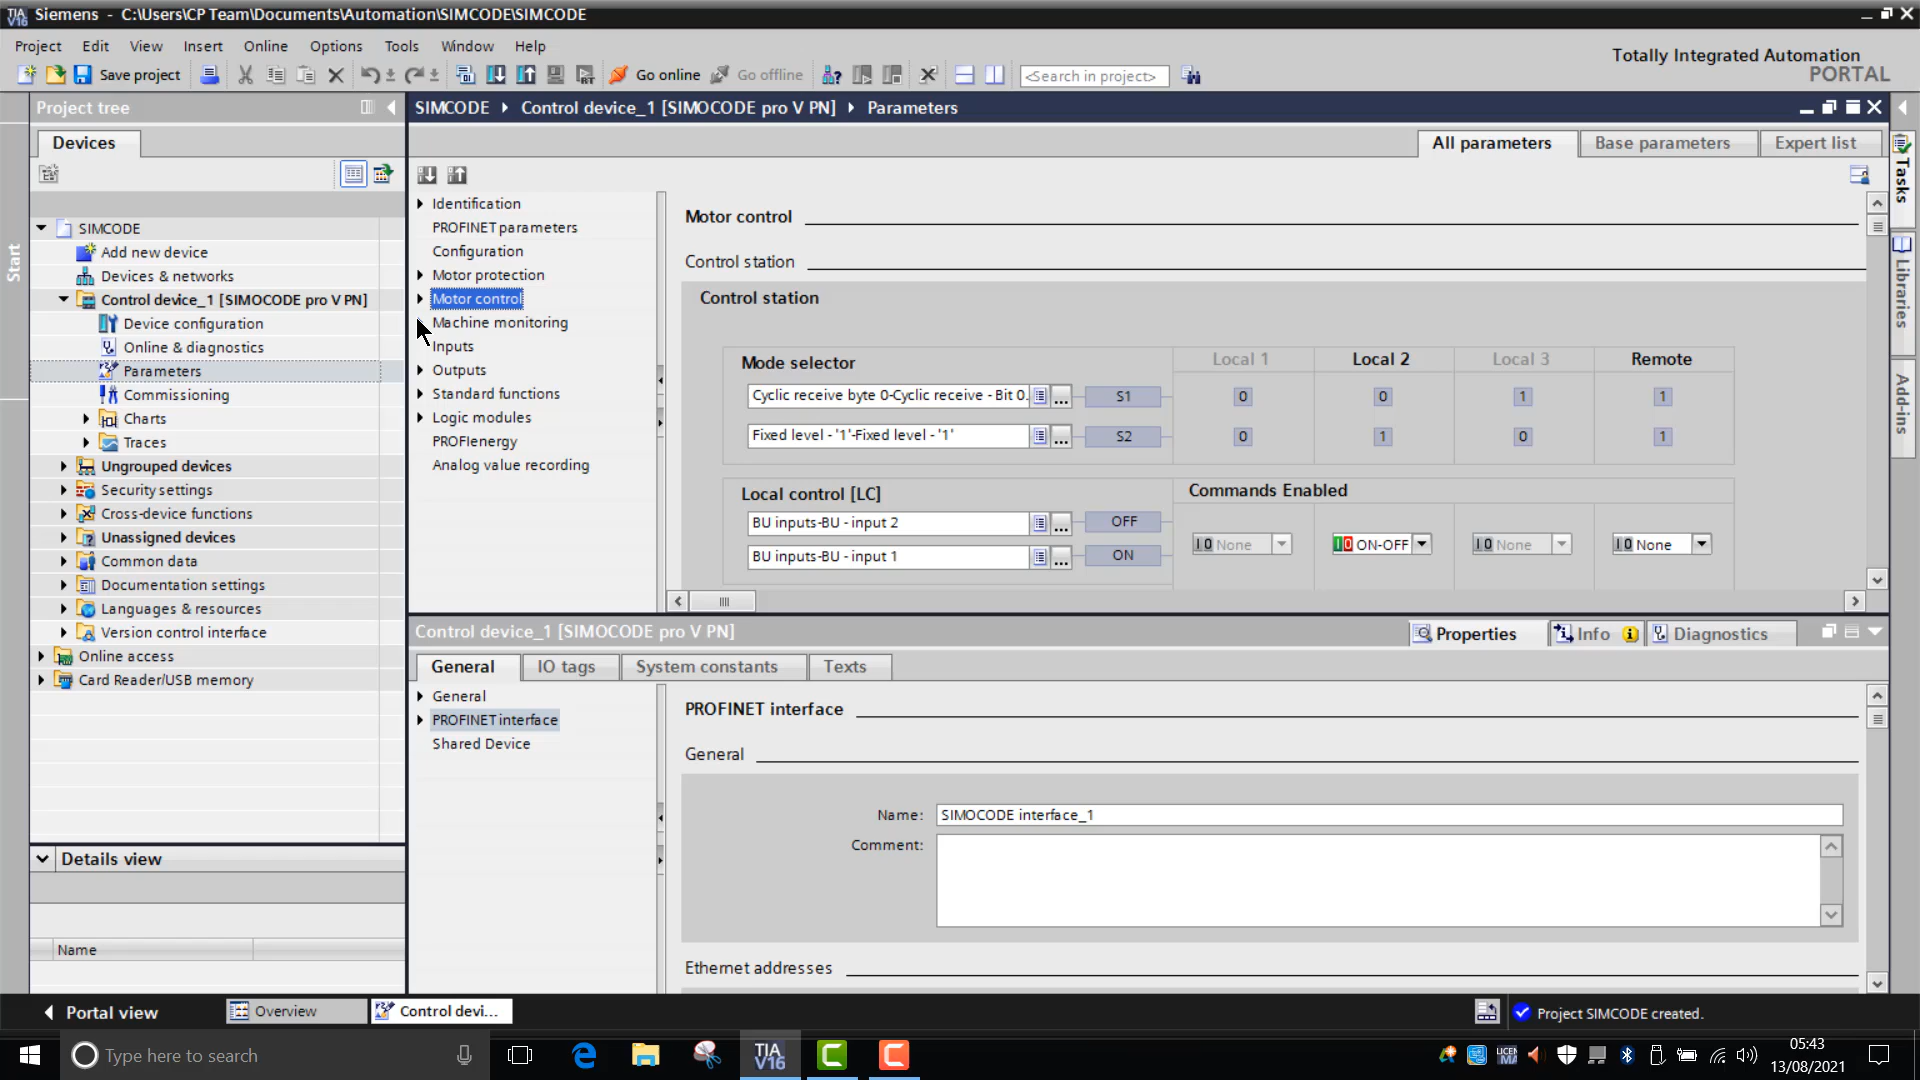 Siemens - C:\Users\CP Team\Documents\Automation\SIMCODE\SIMCODE
Project Edit View Insert Online Options Tools Window Help
Totally Integrated Automation
PORTAL
Save project
Go online
Go offline
<Search in project>
Project tree
SIMCODE Control device_1 [SIMOCODE pro V PN] Parameters
Devices
All parameters
Base parameters
Expert list
Start
SIMCODE
Add new device
Devices & networks
Control device_1 [SIMOCODE pro V PN]
Device configuration
Online & diagnostics
Parameters
Commissioning
Charts
Traces
Ungrouped devices
Security settings
Cross-device functions
Unassigned devices
Common data
Documentation settings
Languages & resources
Version control interface
Online access
Card Reader/USB memory
Details view
Name
Identification
PROFINET parameters
Configuration
Motor protection
Motor control
Machine monitoring
Inputs
Outputs
Standard functions
Logic modules
PROFIenergy
Analog value recording
Motor control
Control station
Control station
Mode selector
Local 1 Local 2 Local 3 Remote
Cyclic receive byte 0-Cyclic receive - Bit 0. ... S1 0 0 1 1
Fixed level - '1'-Fixed level - '1' ... S2 0 1 0 1
Local control [LC]
Commands Enabled
BU inputs-BU - input 2 ... OFF
BU inputs-BU - input 1 ... ON
None ON-OFF None None
Tasks
Libraries
Add-ins
Control device_1 [SIMOCODE pro V PN]
Properties
Info
Diagnostics
General
IO tags
System constants
Texts
General
PROFINET interface
Shared Device
PROFINET interface
General
Name: SIMOCODE interface_1
Comment:
Ethernet addresses
Portal view
Overview
Control devi...
Project SIMCODE created.
Type here to search
TIA
V16
05:43
13/08/2021